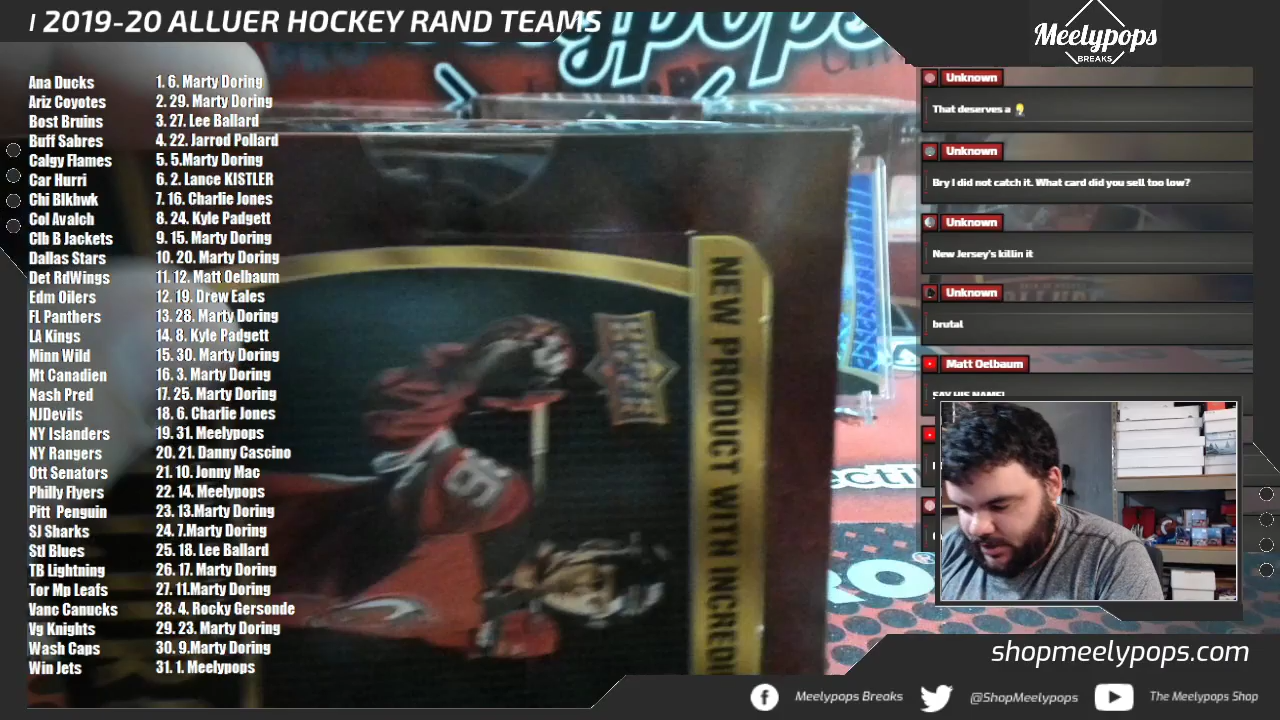 I 2019-20 ALLUER HOCKEY RAND TEAMS
Meelypops
BREAKS
Ana Ducks 1. 6. Marty Doring
Ariz Coyotes 2. 29. Marty Doring
Bost Bruins 3. 27. Lee Ballard
Buff Sabres 4. 22. Jarrod Pollard
Calgy Flames 5. 5.Marty Doring
Car Hurri 6. 2. Lance KISTLER
Chi Blkhwk 7. 16. Charlie Jones
Col Avalch 8. 24. Kyle Padgett
Clb B Jackets 9. 15. Marty Doring
Dallas Stars 10. 20. Marty Doring
Det RdWings 11. 12. Matt Oelbaum
Edm Oilers 12. 19. Drew Eales
FL Panthers 13. 28. Marty Doring
LA Kings 14. 8. Kyle Padgett
Minn Wild 15. 30. Marty Doring
Mt Canadien 16. 3. Marty Doring
Nash Pred 17. 25. Marty Doring
NJDevils 18. 6. Charlie Jones
NY Islanders 19. 31. Meelypops
NY Rangers 20. 21. Danny Cascino
Ott Senators 21. 10. Jonny Mac
Philly Flyers 22. 14. Meelypops
Pitt Penguin 23. 13.Marty Doring
SJ Sharks 24. 7.Marty Doring
Stl Blues 25. 18. Lee Ballard
TB Lightning 26. 17. Marty Doring
Tor Mp Leafs 27. 11.Marty Doring
Vanc Canucks 28. 4. Rocky Gersonde
Vg Knights 29. 23. Marty Doring
Wash Caps 30. 9.Marty Doring
Win Jets 31. 1. Meelypops
UPPER
DECK
96
NEW PRODUCT WITH INCREDI
Unknown
That deserves a
Unknown
Bry I did not catch it. What card did you sell too low?
Unknown
New Jersey's killin it
Unknown
brutal
Matt Oelbaum
SAY HIS NAME!
shopmeelypops.com
Meelypops Breaks
@ShopMeelypops
The Meelypops Shop